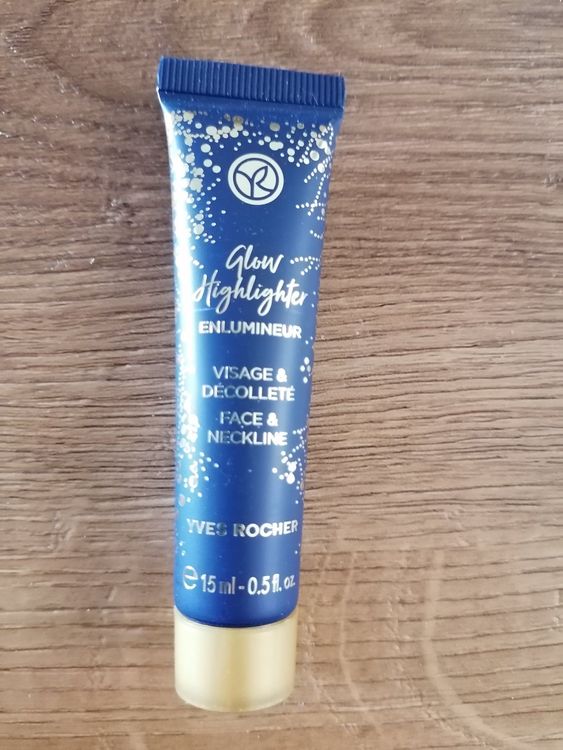 Glow
Highlighter
ENLUMINEUR
VISAGE &
DÉCOLLETÉ
FACE &
NECKLINE
YVES ROCHER
℮ 15 ml - 0.5 fl. oz.